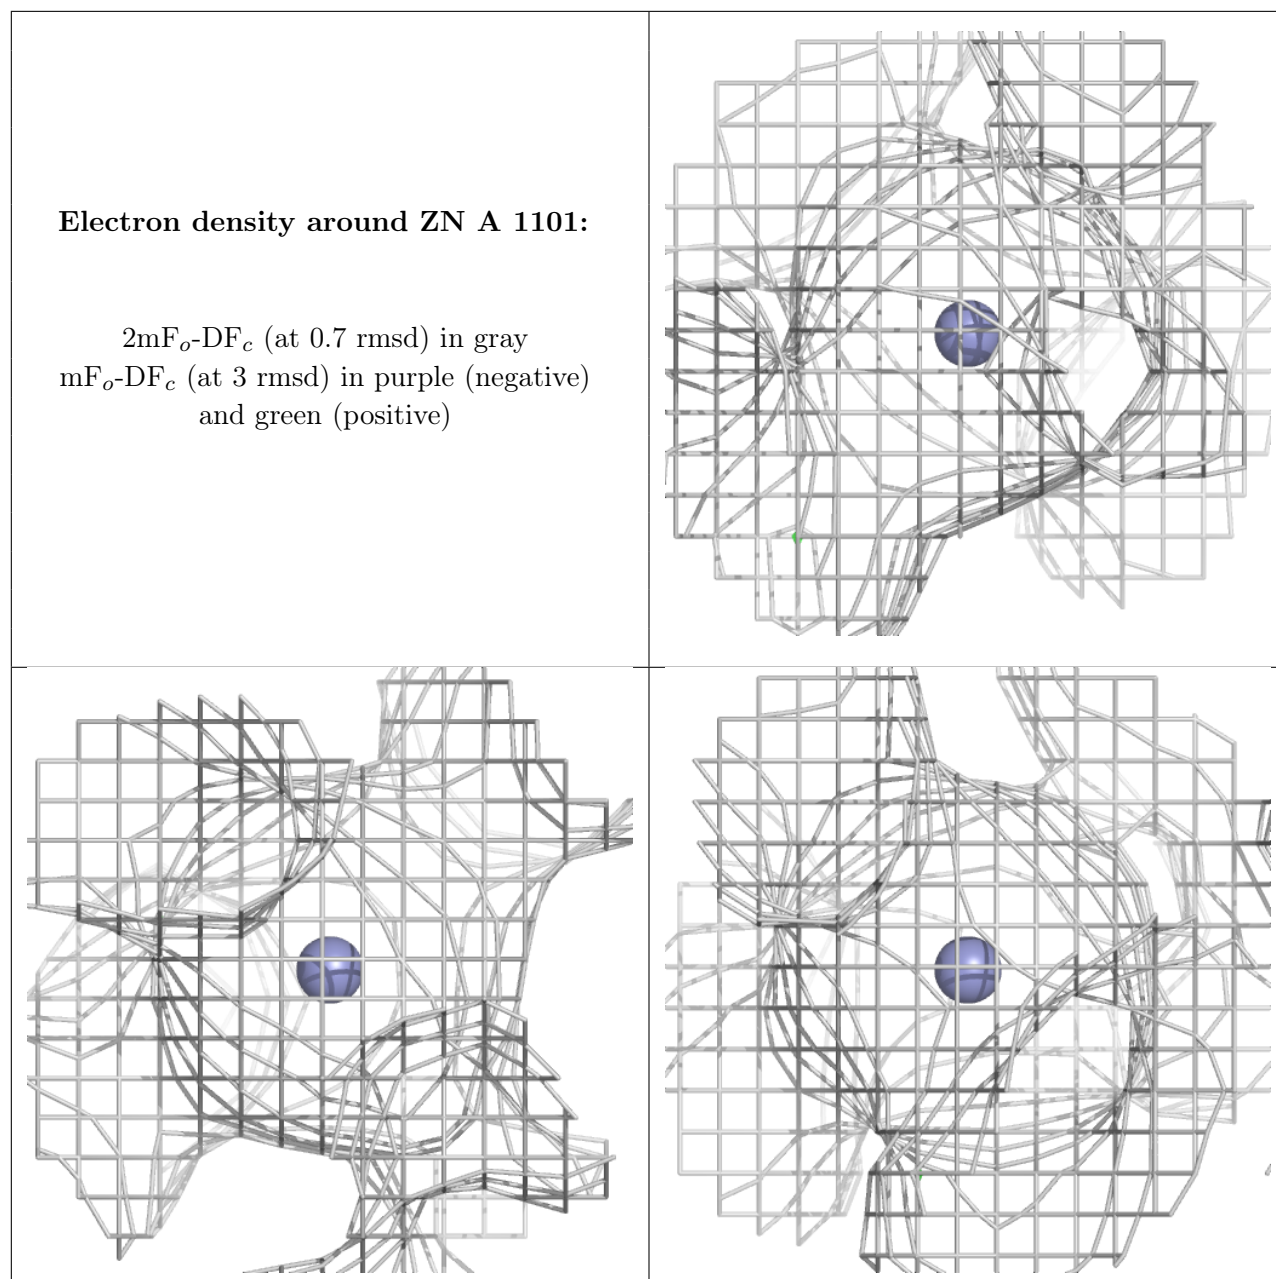 Electron density around ZN A 1101:
2mFo-DFc (at 0.7 rmsd) in gray
mFo-DFc (at 3 rmsd) in purple (negative)
and green (positive)